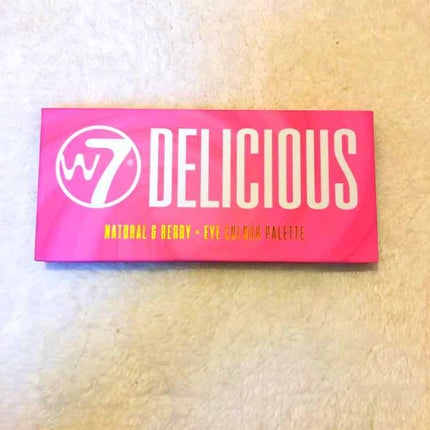 W7® DELICIOUS
NATURAL & BERRY - EYE COLOUR PALETTE